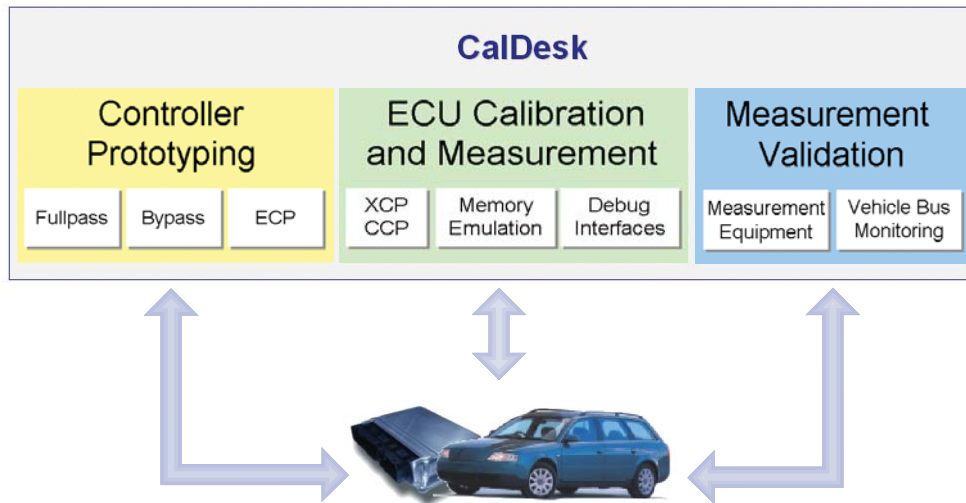 CalDesk
Controller
Prototyping
Fullpass
Bypass
ECP
ECU Calibration
and Measurement
XCP
CCP
Memory
Emulation
Debug
Interfaces
Measurement
Validation
Measurement
Equipment
Vehicle Bus
Monitoring